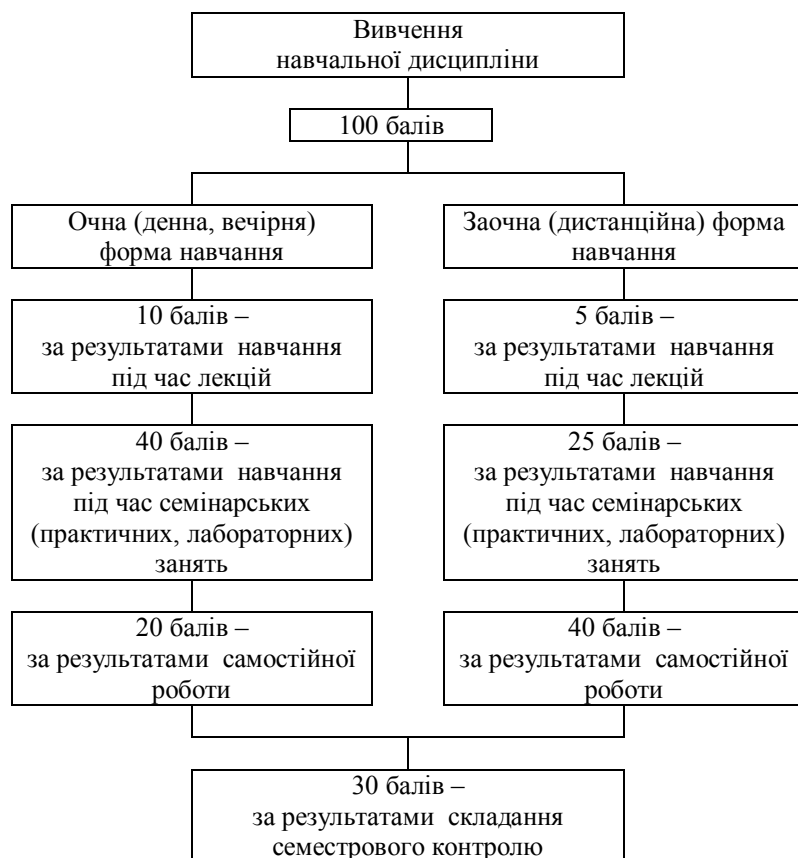 Вивчення
навчальної дисципліни
100 балів
Очна (денна, вечірня)
форма навчання
Заочна (дистанційна) форма
навчання
10 балів –
за результатами навчання
під час лекцій
5 балів –
за результатами навчання
під час лекцій
40 балів –
за результатами навчання
під час семінарських
(практичних, лабораторних)
занять
25 балів –
за результатами навчання
під час семінарських
(практичних, лабораторних)
занять
20 балів –
за результатами самостійної
роботи
40 балів –
за результатами самостійної
роботи
30 балів –
за результатами складання
семестрового контролю